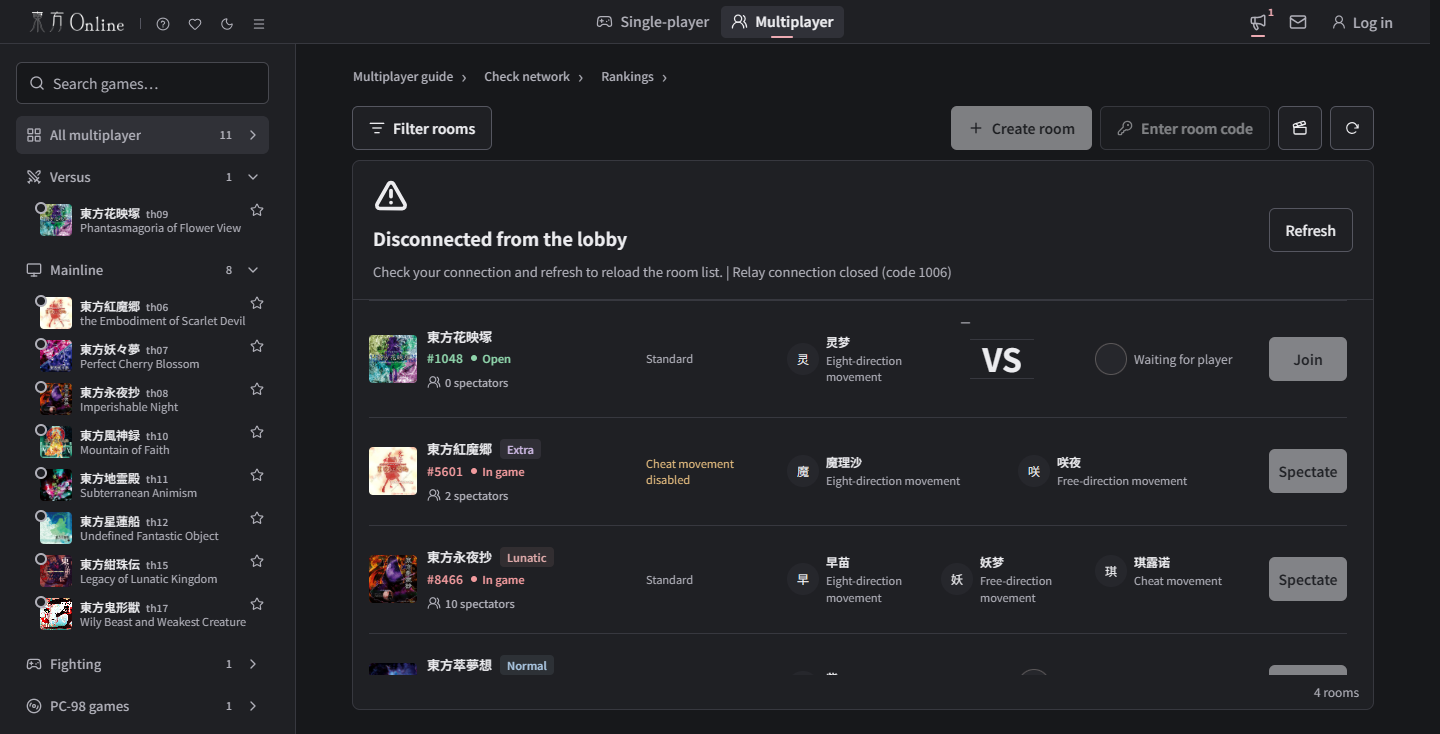 東方 Online
Single-player
Multiplayer
1
Log in
Search games…
All multiplayer 11
Versus 1
東方花映塚 th09
Phantasmagoria of Flower View
Mainline 8
東方紅魔郷 th06
the Embodiment of Scarlet Devil
東方妖々夢 th07
Perfect Cherry Blossom
東方永夜抄 th08
Imperishable Night
東方風神録 th10
Mountain of Faith
東方地霊殿 th11
Subterranean Animism
東方星蓮船 th12
Undefined Fantastic Object
東方紺珠伝 th15
Legacy of Lunatic Kingdom
東方鬼形獣 th17
Wily Beast and Weakest Creature
Fighting 1
PC-98 games 1
Multiplayer guide ›
Check network ›
Rankings ›
Filter rooms
Create room
Enter room code
Disconnected from the lobby
Check your connection and refresh to reload the room list. | Relay connection closed (code 1006)
Refresh
東方花映塚
#1048 • Open
0 spectators
Standard
灵
灵梦
Eight-direction
movement
—
VS
Waiting for player
Join
東方紅魔郷 Extra
#5601 • In game
2 spectators
Cheat movement
disabled
魔
魔理沙
Eight-direction movement
咲
咲夜
Free-direction movement
Spectate
東方永夜抄 Lunatic
#8466 • In game
10 spectators
Standard
早
早苗
Eight-direction
movement
妖
妖梦
Free-direction
movement
琪
琪露诺
Cheat movement
Spectate
東方萃夢想 Normal
4 rooms